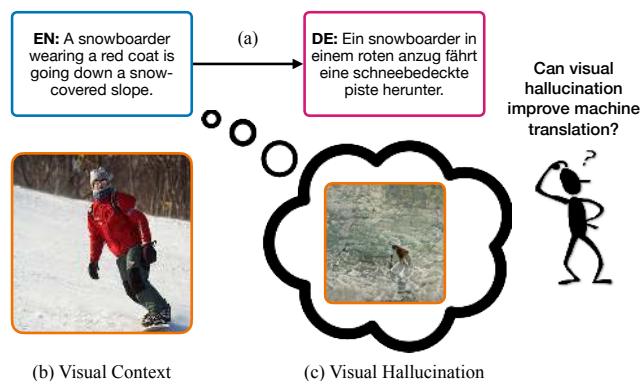 EN: A snowboarder
wearing a red coat is
going down a snow-
covered slope.
(a)
DE: Ein snowboarder in
einem roten anzug fährt
eine schneebedeckte
piste herunter.
Can visual
hallucination
improve machine
translation?
?
(b) Visual Context
(c) Visual Hallucination